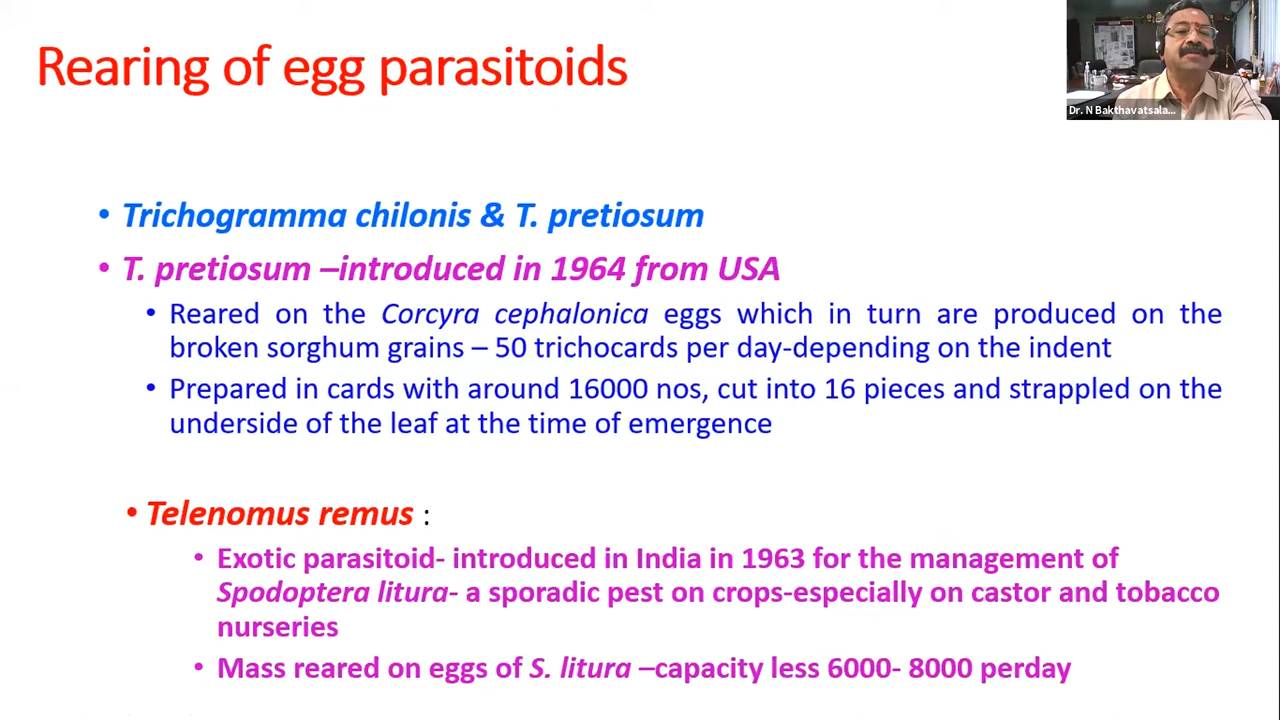 Rearing of egg parasitoids
Dr. N Bakthavatsala...
• Trichogramma chilonis & T. pretiosum
• T. pretiosum –introduced in 1964 from USA
• Reared on the Corcyra cephalonica eggs which in turn are produced on the
broken sorghum grains – 50 trichocards per day-depending on the indent
• Prepared in cards with around 16000 nos, cut into 16 pieces and strappled on the
underside of the leaf at the time of emergence
• Telenomus remus :
• Exotic parasitoid- introduced in India in 1963 for the management of
Spodoptera litura- a sporadic pest on crops-especially on castor and tobacco
nurseries
• Mass reared on eggs of S. litura –capacity less 6000- 8000 perday